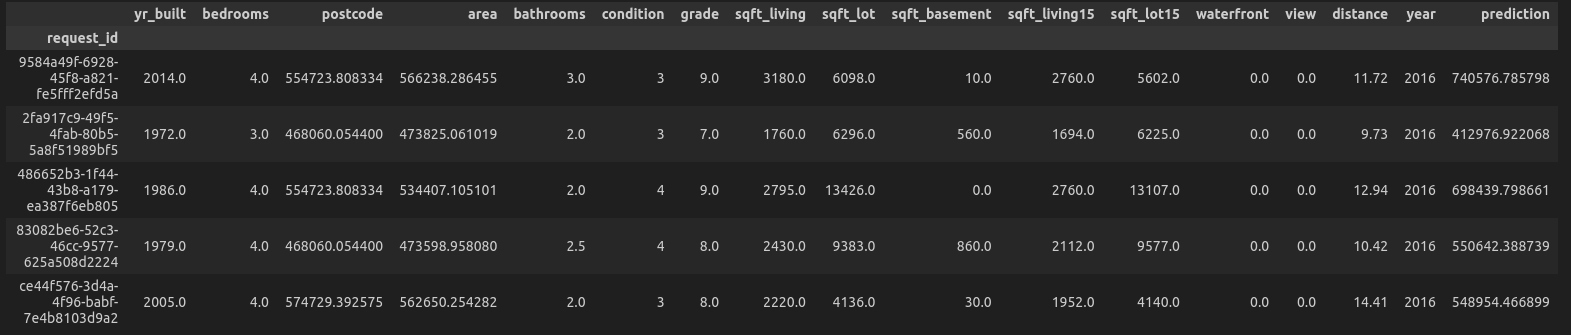 yr_built bedrooms postcode area bathrooms condition grade sqft_living sqft_lot sqft_basement sqft_living15 sqft_lot15 waterfront view distance year prediction
request_id
9584a49f-6928-
45f8-a821- 2014.0 4.0 554723.808334 566238.286455 3.0 3 9.0 3180.0 6098.0 10.0 2760.0 5602.0 0.0 0.0 11.72 2016 740576.785798
fe5fff2efd5a
2fa917c9-49f5-
4fab-80b5- 1972.0 3.0 468060.054400 473825.061019 2.0 3 7.0 1760.0 6296.0 560.0 1694.0 6225.0 0.0 0.0 9.73 2016 412976.922068
5a8f51989bf5
486652b3-1f44-
43b8-a179- 1986.0 4.0 554723.808334 534407.105101 2.0 4 9.0 2795.0 13426.0 0.0 2760.0 13107.0 0.0 0.0 12.94 2016 698439.798661
ea387f6eb805
83082be6-52c3-
46cc-9577- 1979.0 4.0 468060.054400 473598.958080 2.5 4 8.0 2430.0 9383.0 860.0 2112.0 9577.0 0.0 0.0 10.42 2016 550642.388739
625a508d2224
ce44f576-3d4a-
4f96-babf- 2005.0 4.0 574729.392575 562650.254282 2.0 3 8.0 2220.0 4136.0 30.0 1952.0 4140.0 0.0 0.0 14.41 2016 548954.466899
7e4b8103d9a2